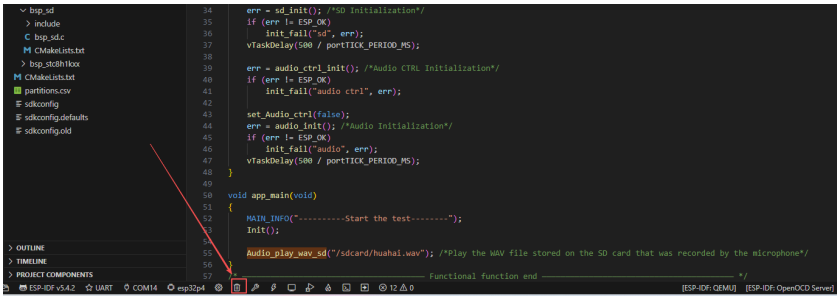 bsp_sd
include
C bsp_sd.c
M CMakeLists.txt
bsp_stc8h1kxx
M CMakeLists.txt
partitions.csv
sdkconfig
sdkconfig.defaults
sdkconfig.old
OUTLINE
TIMELINE
PROJECT COMPONENTS
34 err = sd_init(); /*SD Initialization*/
35 if (err != ESP_OK)
36 init_fail("sd", err);
37 vTaskDelay(500 / portTICK_PERIOD_MS);
38
39 err = audio_ctrl_init(); /*Audio CTRL Initialization*/
40 if (err != ESP_OK)
41 init_fail("audio ctrl", err);
42
43 set_Audio_ctrl(false);
44 err = audio_init(); /*Audio Initialization*/
45 if (err != ESP_OK)
46 init_fail("audio", err);
47 vTaskDelay(500 / portTICK_PERIOD_MS);
48 }
49
50 void app_main(void)
51 {
52 MAIN_INFO("----------Start the test--------");
53 Init();
54
55 Audio_play_wav_sd("/sdcard/huahai.wav"); /*Play the WAV file stored on the SD card that was recorded by the microphone*/
56 }
57 /* ———————————————— Functional function end ———————————————— */
ESP-IDF v5.4.2 UART COM14 esp32p4 12 0 [ESP-IDF: QEMU] [ESP-IDF: OpenOCD Server]